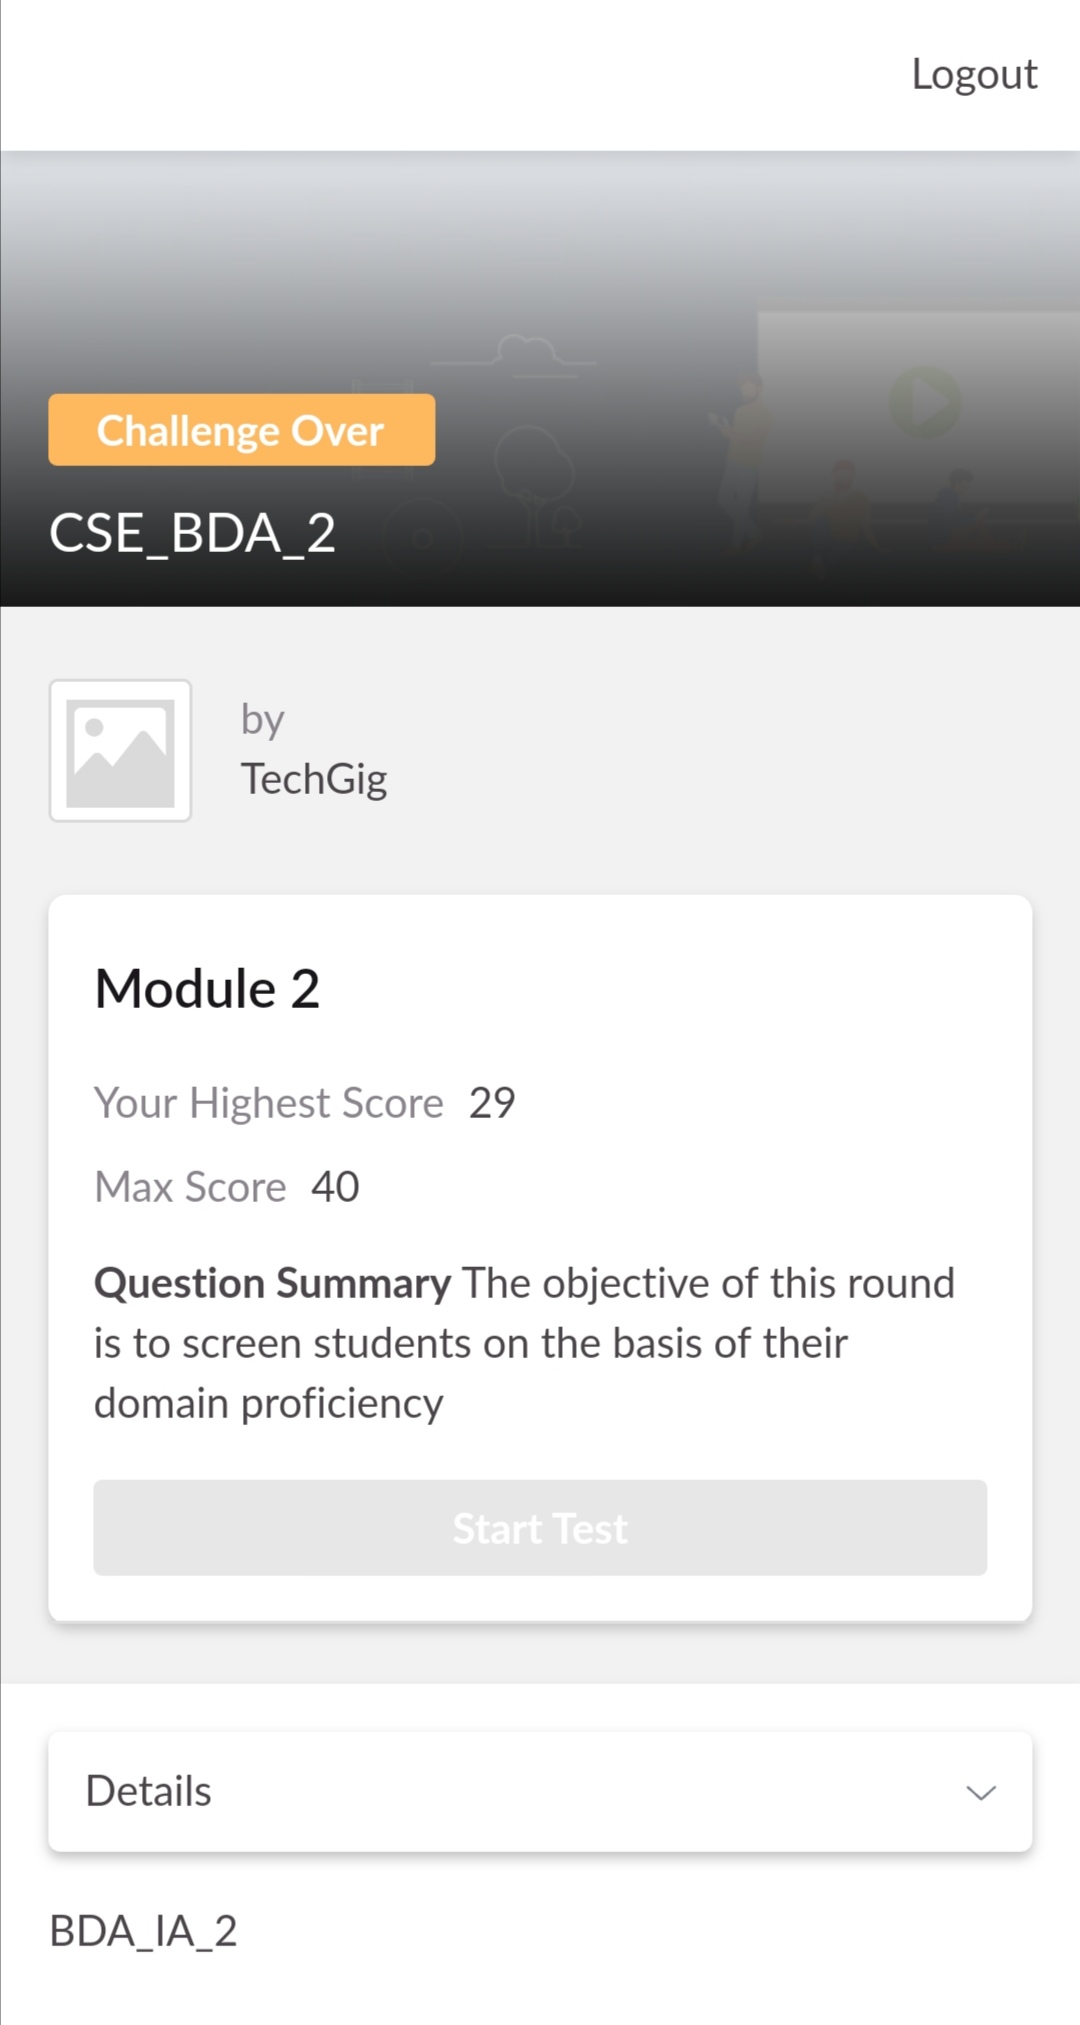 Logout
Challenge Over
CSE_BDA_2
by
TechGig
Module 2
Your Highest Score 29
Max Score 40
Question Summary The objective of this round
is to screen students on the basis of their
domain proficiency
Start Test
Details
BDA_IA_2